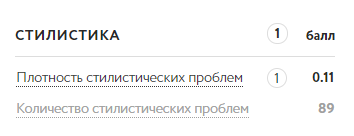 СТИЛИСТИКА 1 балл
Плотность стилистических проблем 1 0.11
Количество стилистических проблем 89